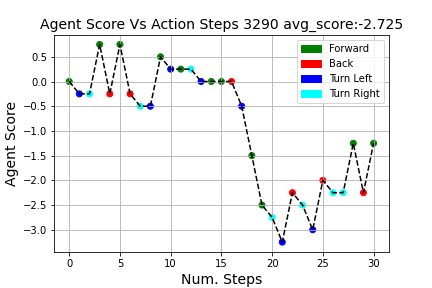 Agent Score Vs Action Steps 3290 avg_score:-2.725
Forward
Back
Turn Left
Turn Right
0.5
0.0
−0.5
−1.0
−1.5
−2.0
−2.5
−3.0
Agent Score
0 5 10 15 20 25 30
Num. Steps